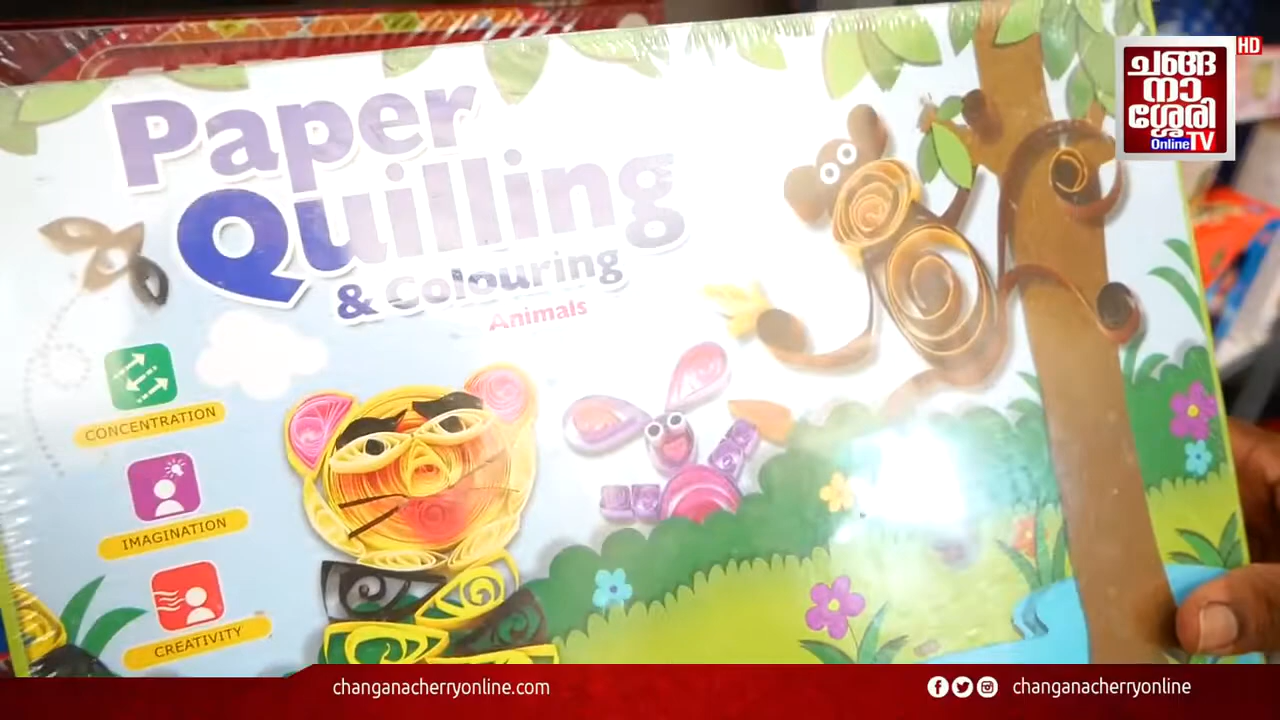 Paper
Quilling
& Colouring
Animals
CONCENTRATION
IMAGINATION
CREATIVITY
ചങ്ങ
നാ
ശ്ശേരി
Online TV
HD
changanacherryonline.com
changanacherryonline